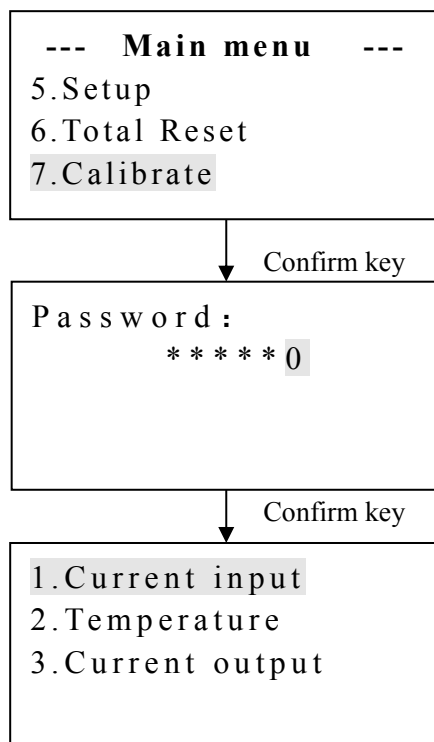 --- Main menu ---
5.Setup
6.Total Reset
7.Calibrate
Confirm key
Password:
*****0
Confirm key
1.Current input
2.Temperature
3.Current output